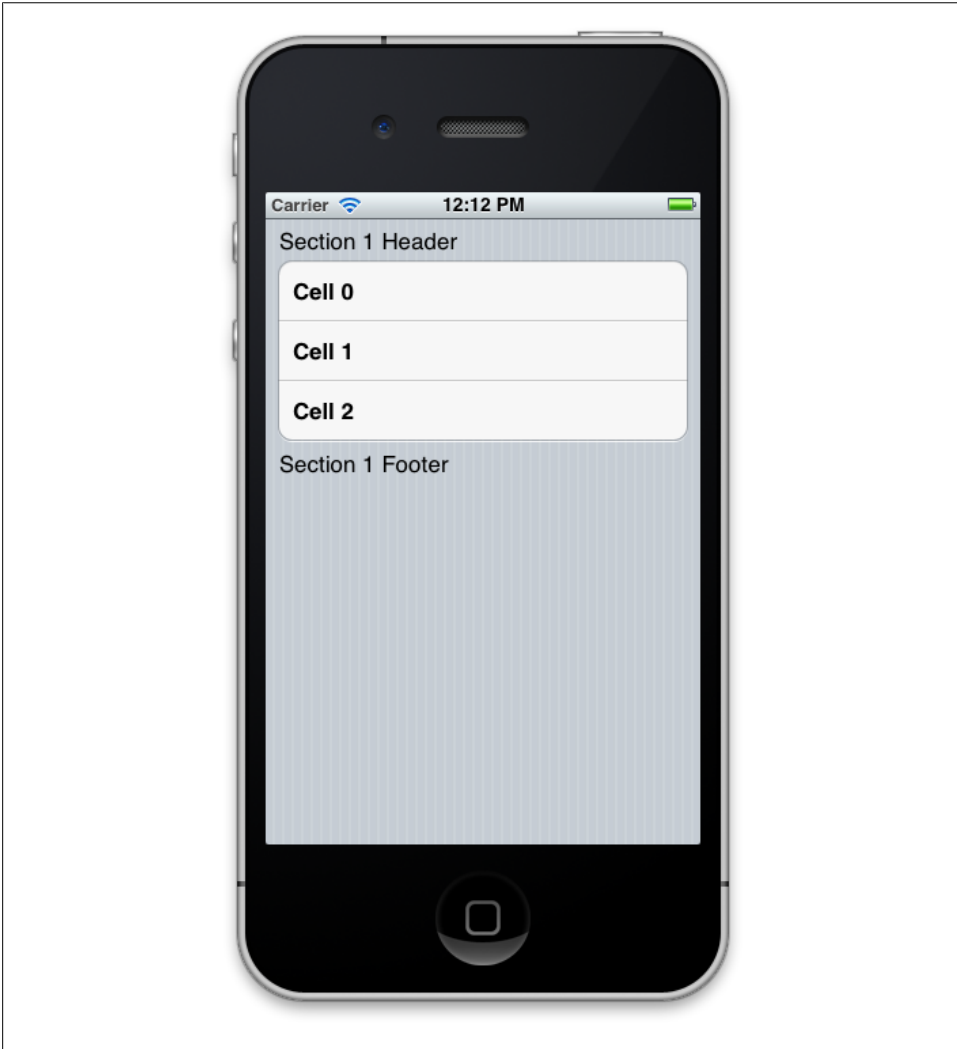 Carrier 12:12 PM
Section 1 Header
Cell 0
Cell 1
Cell 2
Section 1 Footer